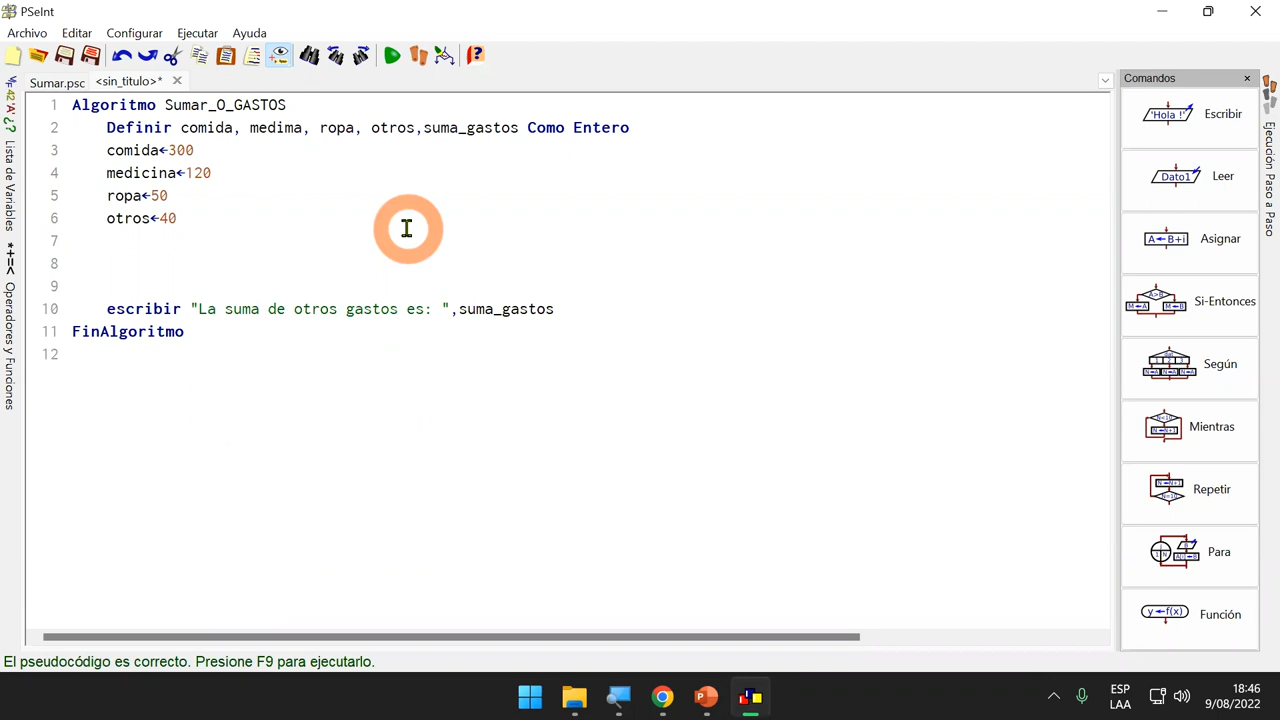 PSeInt
Archivo Editar Configurar Ejecutar Ayuda
Sumar.psc <sin_titulo>*
Comandos
1 Algoritmo Sumar_O_GASTOS
2 Definir comida, medima, ropa, otros,suma_gastos Como Entero
3 comida←300
4 medicina←120
5 ropa←50
6 otros←40
7
8
9
10 escribir "La suma de otros gastos es: ",suma_gastos
11 FinAlgoritmo
12
Lista de Variables
Operadores y Funciones
'Hola !' Escribir
Dato1 Leer
A←B+i Asignar
A>B
M←A M←B
Si-Entonces
Según
Mientras
Repetir
Para
y←f(x) Función
Ejecución Paso a Paso
El pseudocódigo es correcto. Presione F9 para ejecutarlo.
ESP
LAA
18:46
9/08/2022